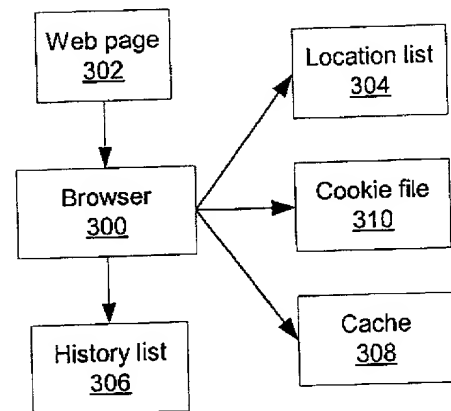 Web page
302
Location list
304
Browser
300
Cookie file
310
History list
306
Cache
308